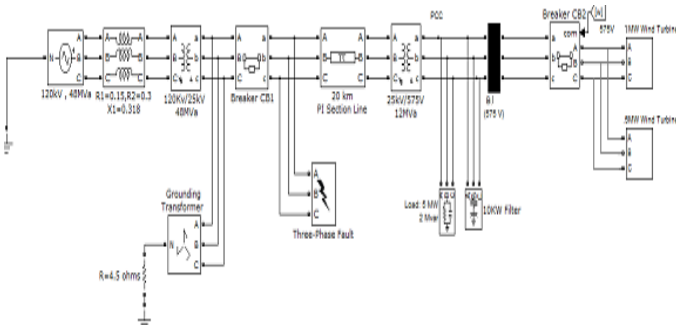 PCC
Breaker CB2
[w]
com
575V
1MW Wind Turbine
N
A
B
C
A A
B B
C C
A a
B b
C c
A a
B b
C c
A A
B B
C C
A a
B b
C c
a a
b b
c c
a A
b B
c C
A
B
C
120kV , 48MVa
R1=0.15,R2=0.3
X1=0.318
120Kv/25kV
48MVa
Breaker CB1
20 km
PI Section Line
25kV/575V
12MVa
(575 V)
.5MW Wind Turbine
A
B
C
Grounding
Transformer
N
A
B
C
A
B
C
Three-Phase Fault
Load: 5 MW
2 Mvar
10KW Filter
R=4.5 ohms